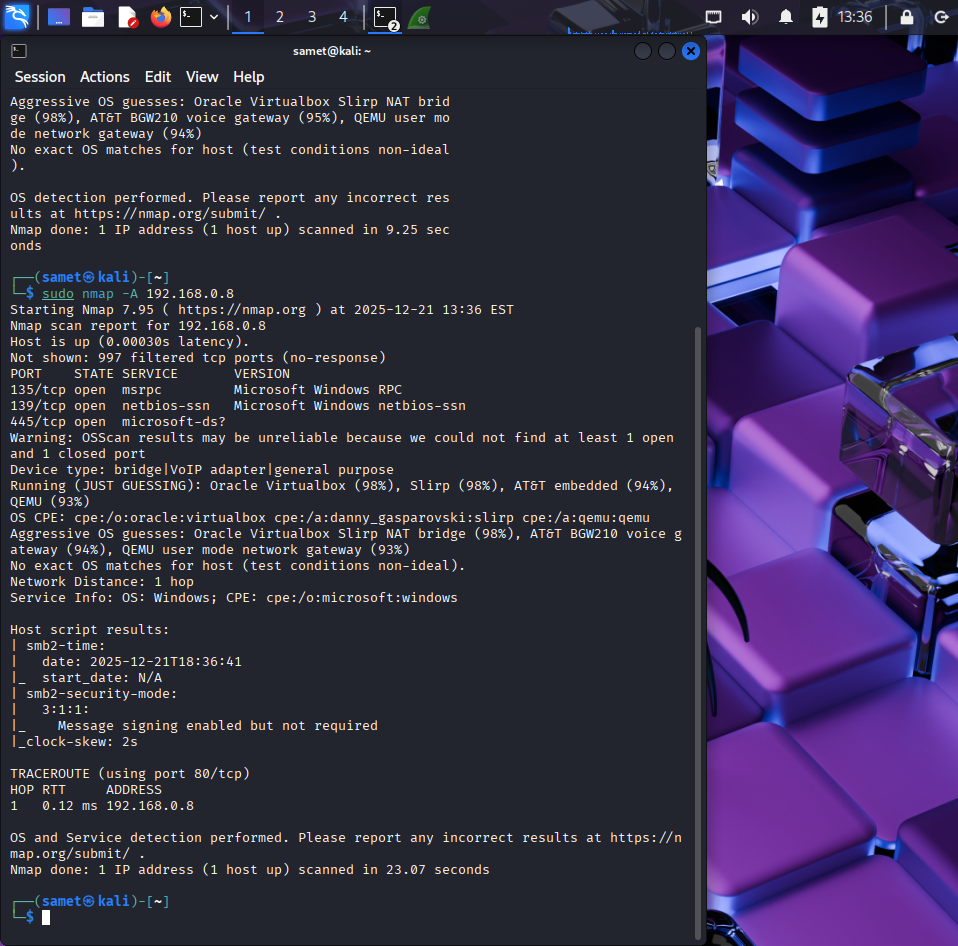 1 2 3 4 2 13:36
samet@kali: ~
Session Actions Edit View Help
Aggressive OS guesses: Oracle Virtualbox Slirp NAT brid
ge (98%), AT&T BGW210 voice gateway (95%), QEMU user mo
de network gateway (94%)
No exact OS matches for host (test conditions non-ideal
).
OS detection performed. Please report any incorrect res
ults at https://nmap.org/submit/ .
Nmap done: 1 IP address (1 host up) scanned in 9.25 sec
onds
┌──(samet㉿kali)-[~]
└─$ sudo nmap -A 192.168.0.8
Starting Nmap 7.95 ( https://nmap.org ) at 2025-12-21 13:36 EST
Nmap scan report for 192.168.0.8
Host is up (0.00030s latency).
Not shown: 997 filtered tcp ports (no-response)
PORT    STATE SERVICE       VERSION
135/tcp open  msrpc         Microsoft Windows RPC
139/tcp open  netbios-ssn   Microsoft Windows netbios-ssn
445/tcp open  microsoft-ds?
Warning: OSScan results may be unreliable because we could not find at least 1 open
and 1 closed port
Device type: bridge|VoIP adapter|general purpose
Running (JUST GUESSING): Oracle Virtualbox (98%), Slirp (98%), AT&T embedded (94%),
QEMU (93%)
OS CPE: cpe:/o:oracle:virtualbox cpe:/a:danny_gasparovski:slirp cpe:/a:qemu:qemu
Aggressive OS guesses: Oracle Virtualbox Slirp NAT bridge (98%), AT&T BGW210 voice g
ateway (94%), QEMU user mode network gateway (93%)
No exact OS matches for host (test conditions non-ideal).
Network Distance: 1 hop
Service Info: OS: Windows; CPE: cpe:/o:microsoft:windows
Host script results:
| smb2-time:
|   date: 2025-12-21T18:36:41
|_  start_date: N/A
| smb2-security-mode:
|   3:1:1:
|_    Message signing enabled but not required
|_clock-skew: 2s
TRACEROUTE (using port 80/tcp)
HOP RTT     ADDRESS
1   0.12 ms 192.168.0.8
OS and Service detection performed. Please report any incorrect results at https://n
map.org/submit/ .
Nmap done: 1 IP address (1 host up) scanned in 23.07 seconds
┌──(samet㉿kali)-[~]
└─$